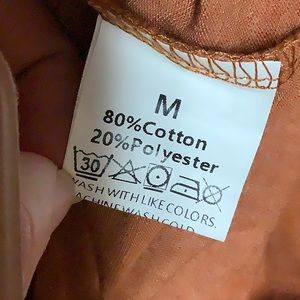 M
80%Cotton
20%Polyester
30
WASH WITH LIKE COLORS.
MACHINE WASH COLD